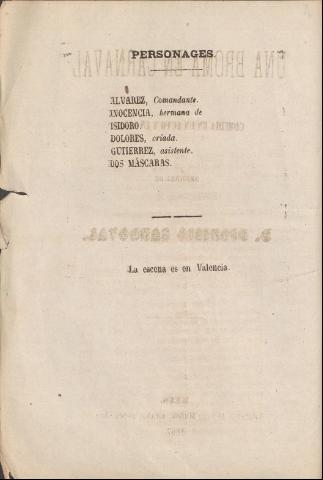 PERSONAGES.
ALVAREZ, Comandante.
INOCENCIA, hermana de
ISIDORO
DOLORES, criada.
GUTIERREZ, asistente.
DOS MÁSCARAS.
La escena es en Valencia